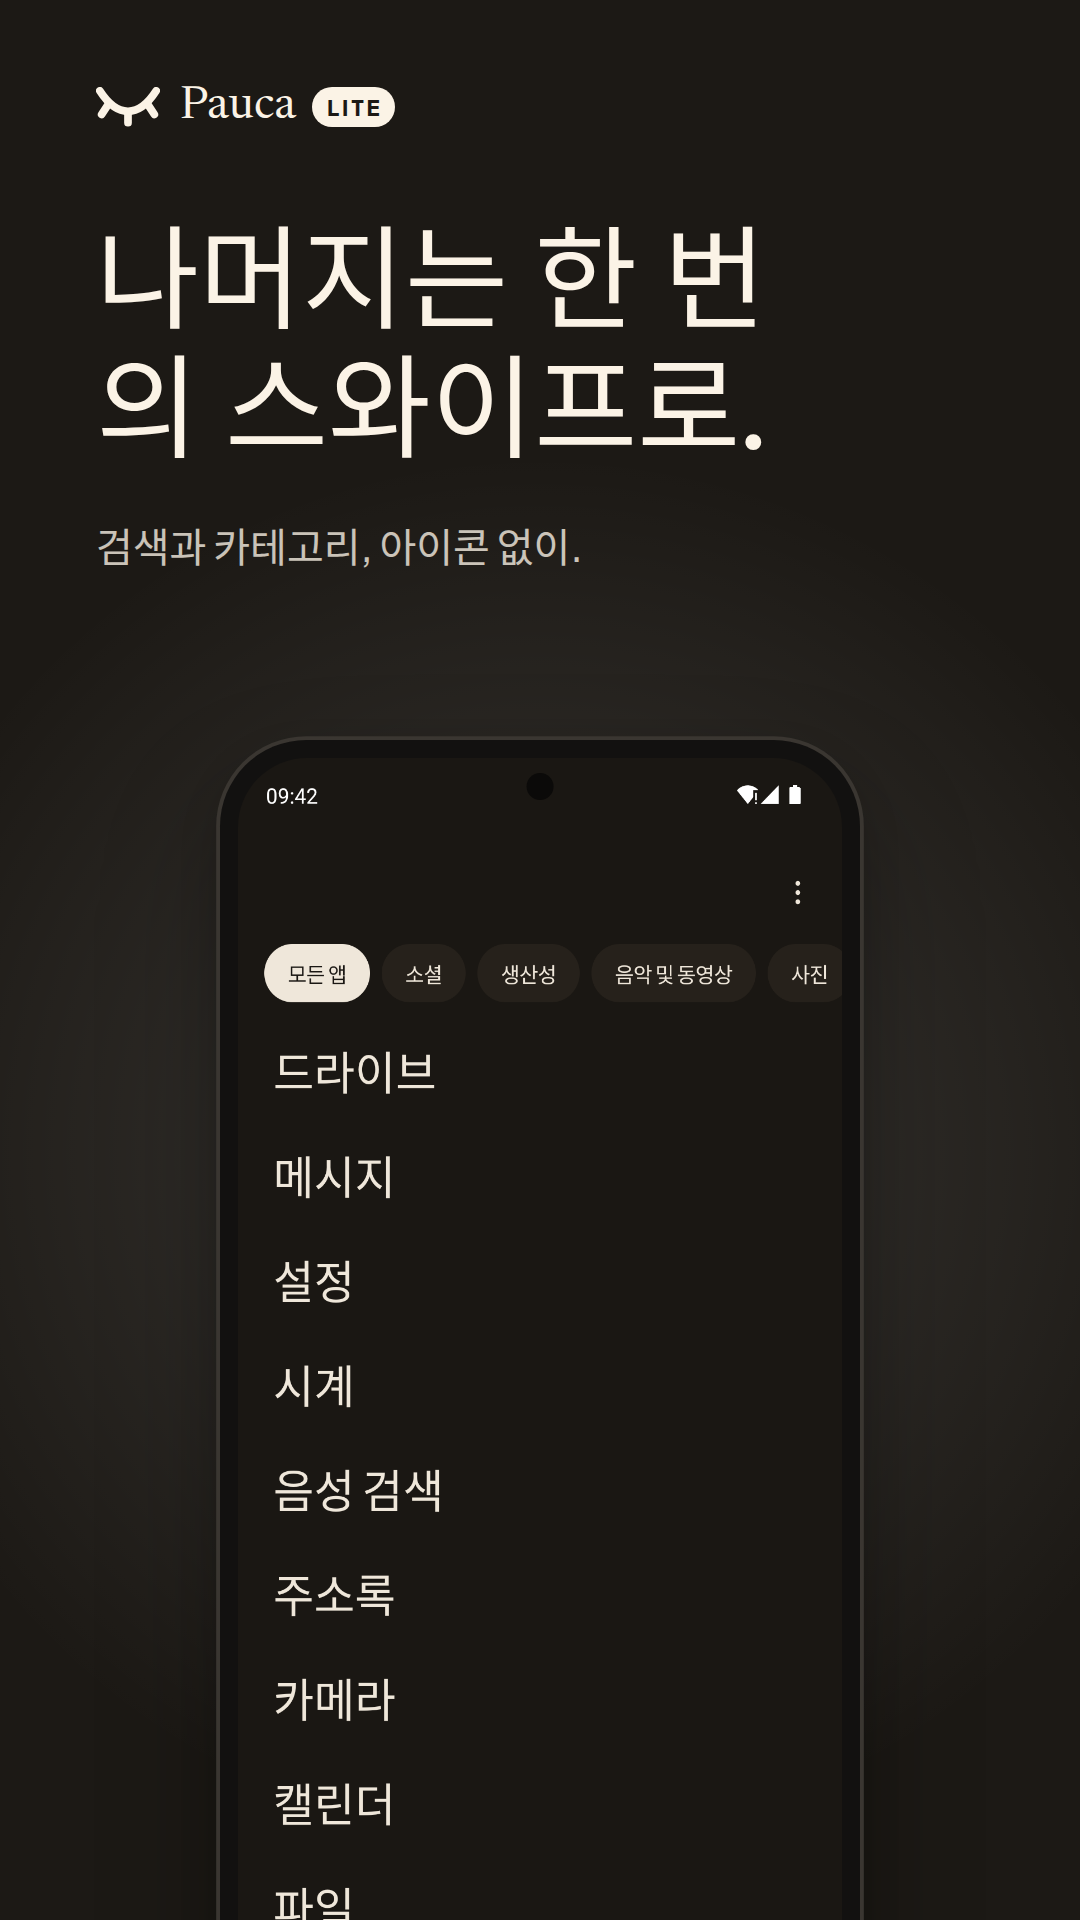 Pauca LITE
나머지는 한 번
의 스와이프로.
검색과 카테고리, 아이콘 없이.
09:42
모든 앱 소셜 생산성 음악 및 동영상 사진
드라이브
메시지
설정
시계
음성 검색
주소록
카메라
캘린더
파일